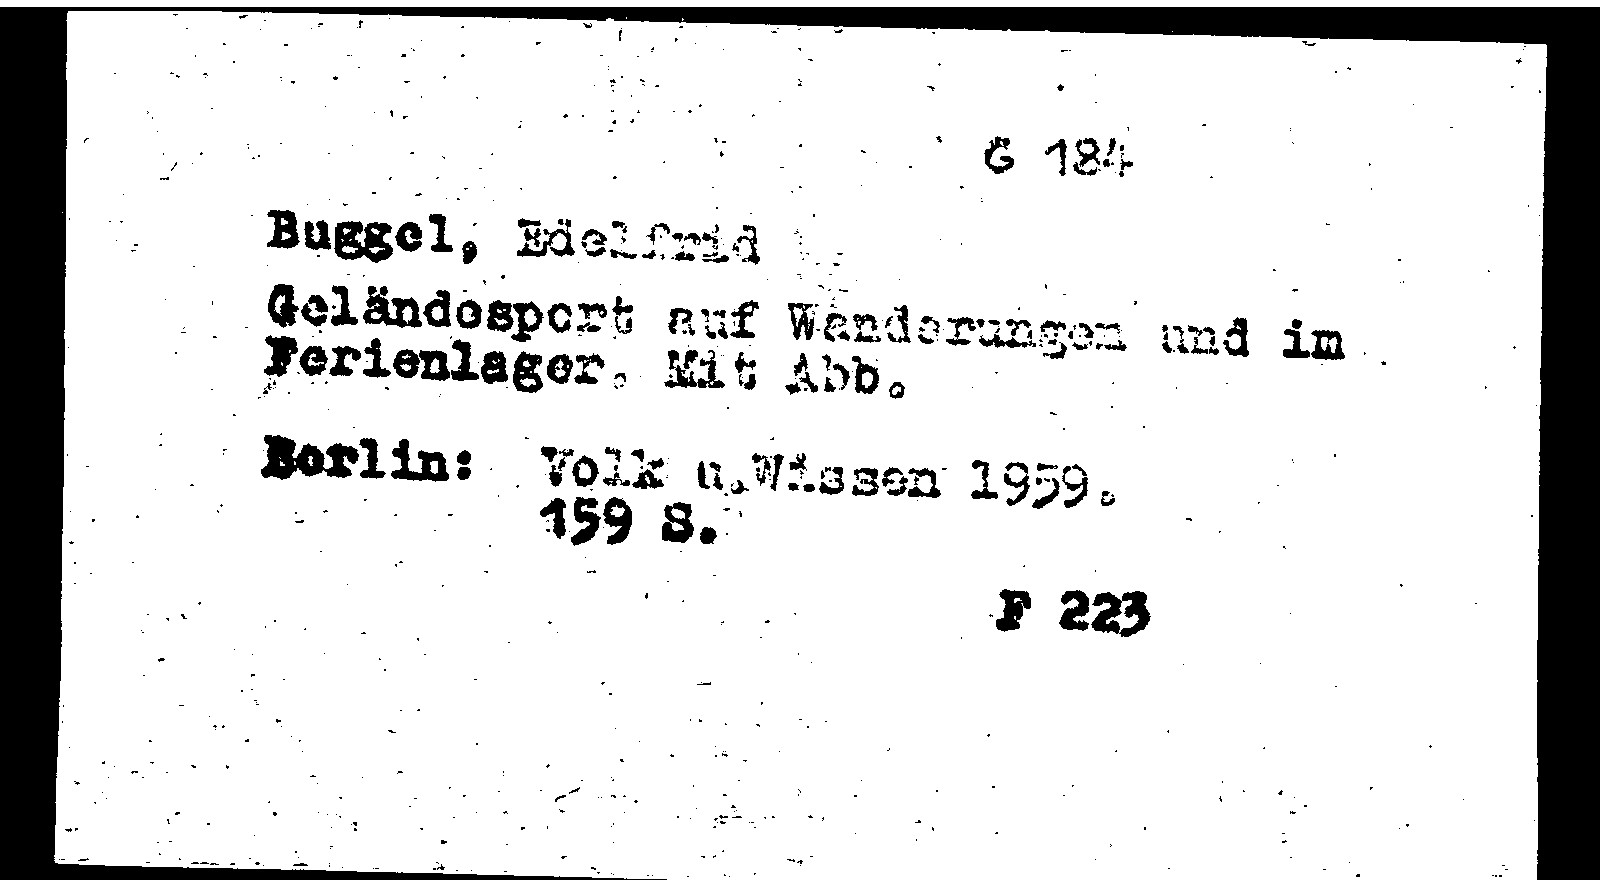 G 184
Buggel, Edelfrid
Geländesport auf Wanderungen und im
Ferienlager. Mit Abb.
Berlin: Volk u.Wissen 1959.
159 S.
F 223